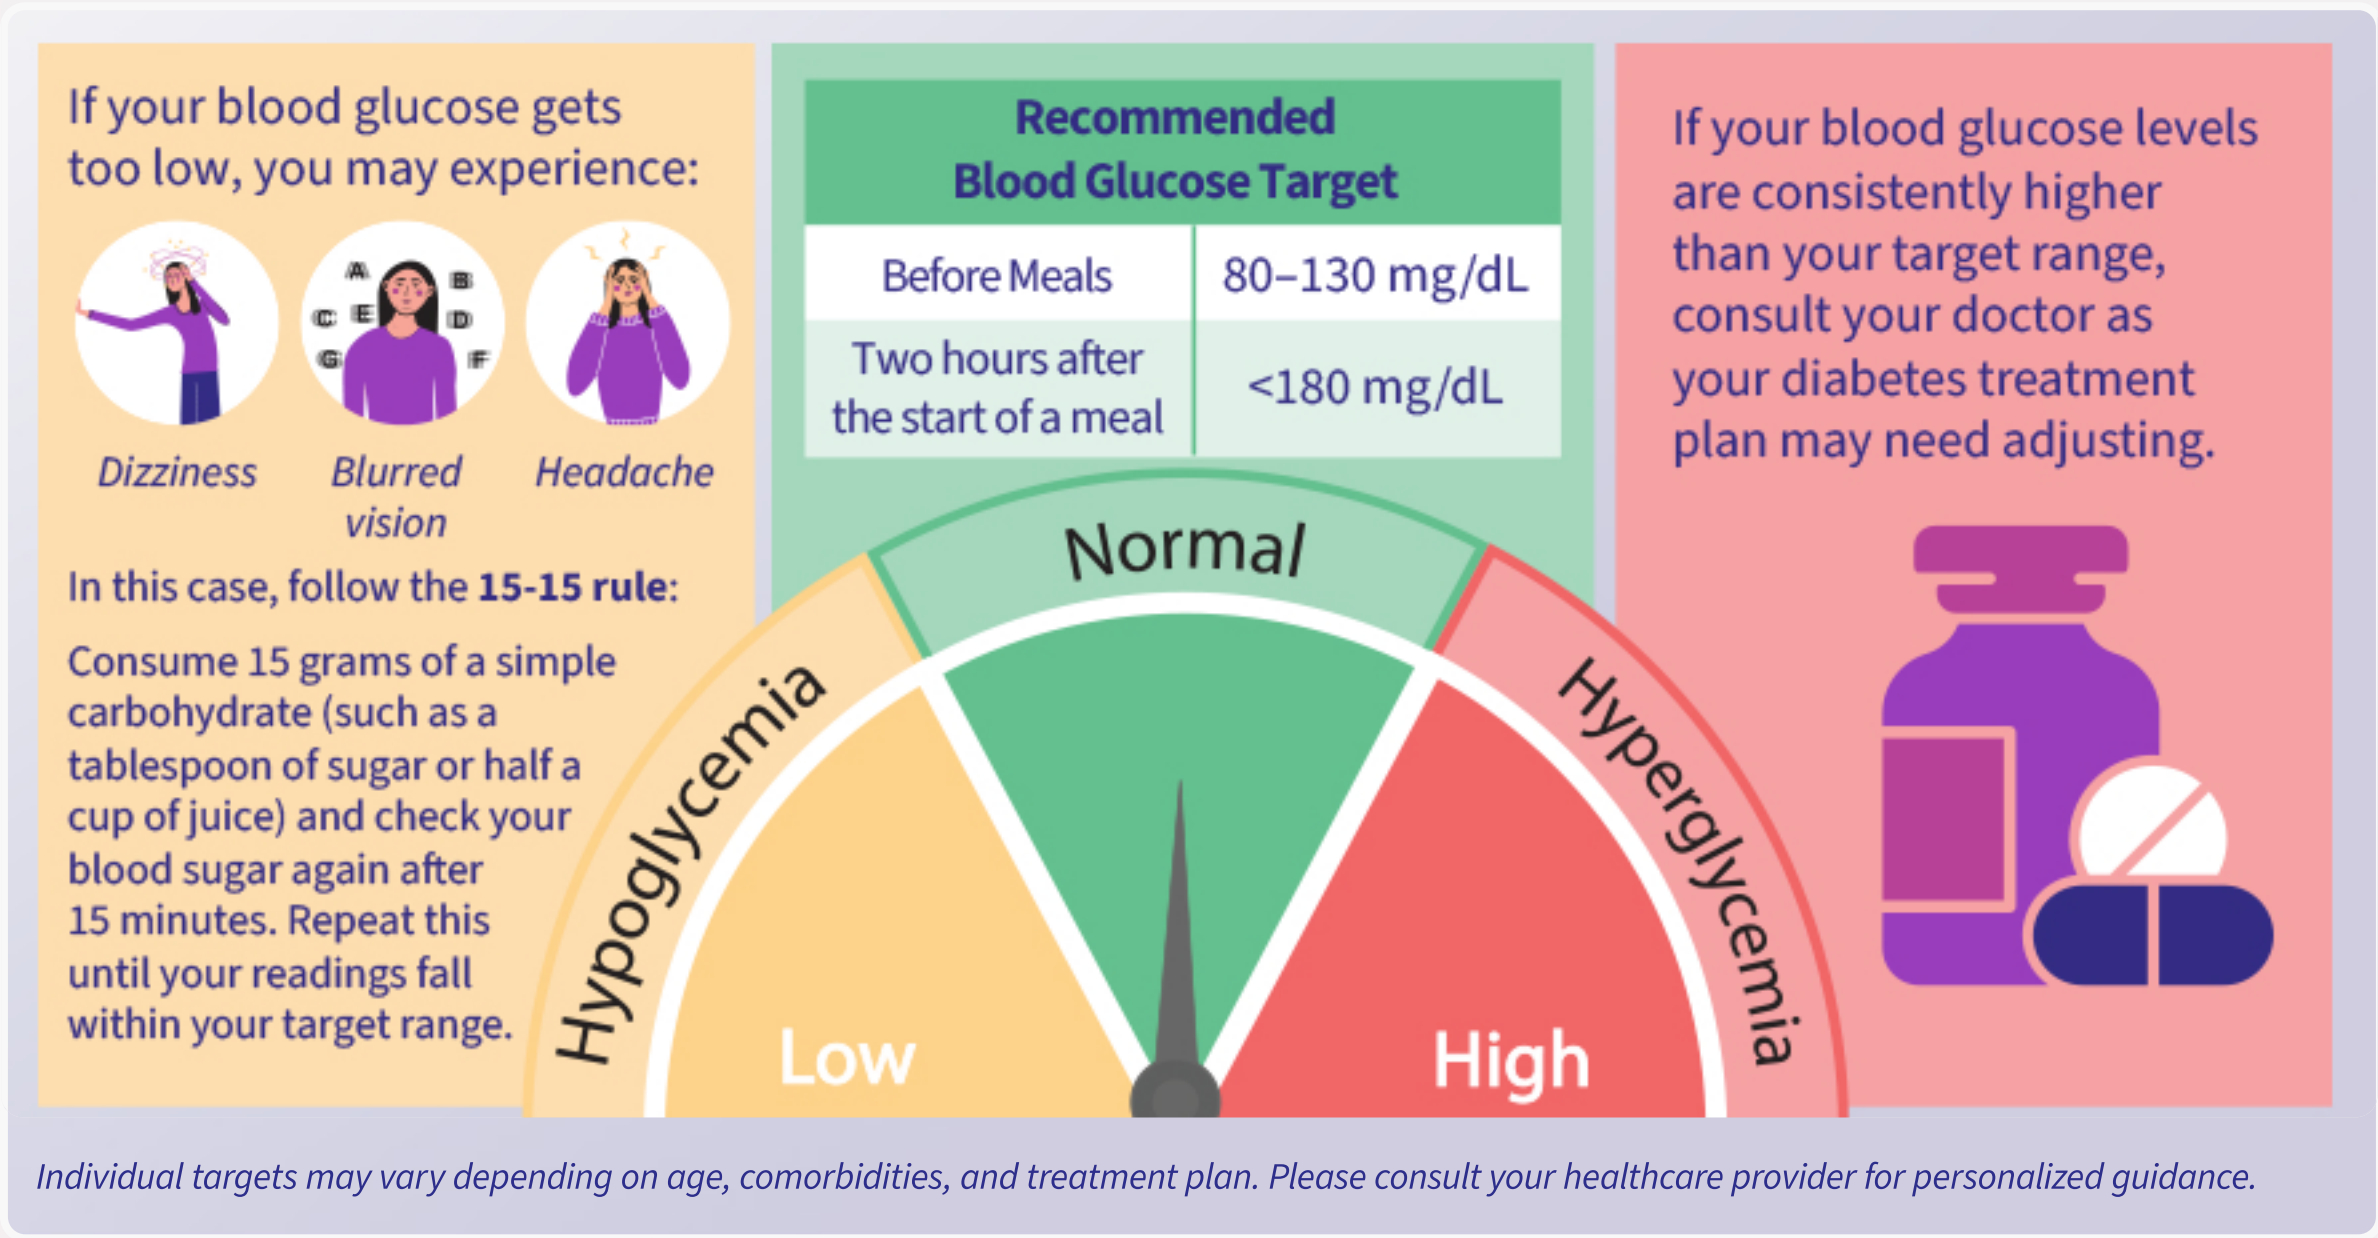 If your blood glucose gets
too low, you may experience:
A
B
C
E
D
G
F
Dizziness
Blurred
vision
Headache
In this case, follow the 15-15 rule:
Consume 15 grams of a simple
carbohydrate (such as a
tablespoon of sugar or half a
cup of juice) and check your
blood sugar again after
15 minutes. Repeat this
until your readings fall
within your target range.
Recommended
Blood Glucose Target
Before Meals
80–130 mg/dL
Two hours after
the start of a meal
<180 mg/dL
Hypoglycemia
Normal
Hyperglycemia
Low
High
If your blood glucose levels
are consistently higher
than your target range,
consult your doctor as
your diabetes treatment
plan may need adjusting.
Individual targets may vary depending on age, comorbidities, and treatment plan. Please consult your healthcare provider for personalized guidance.